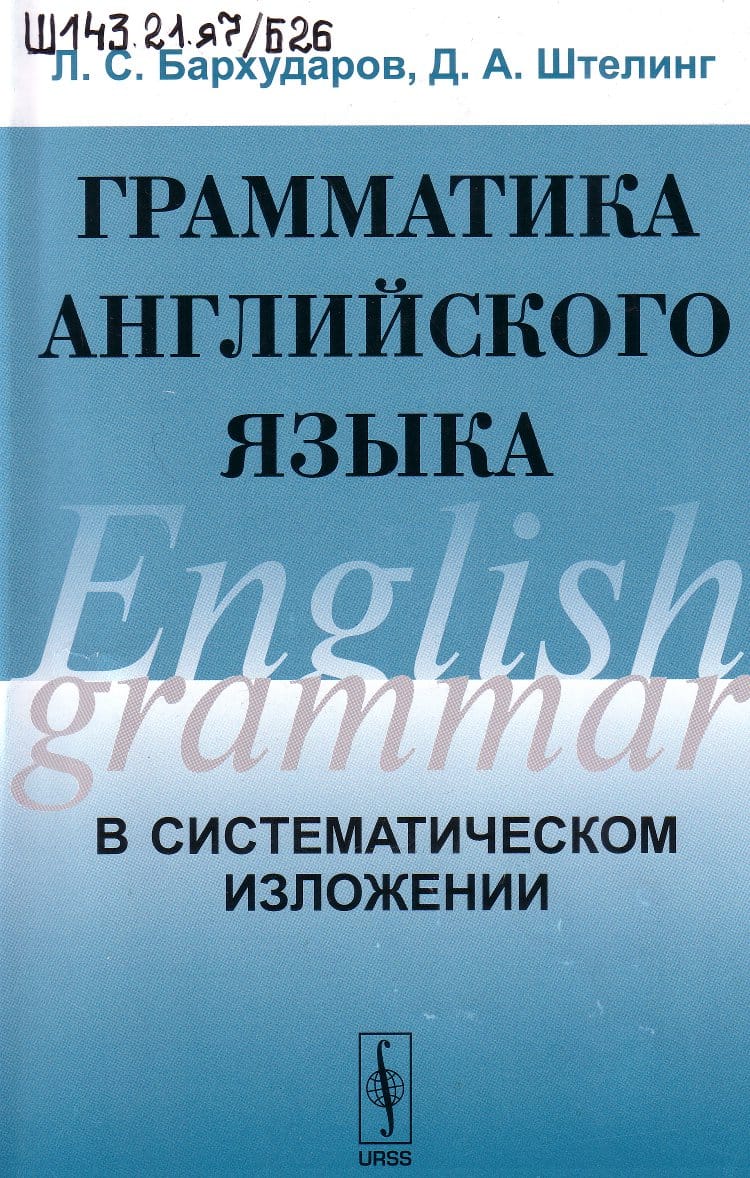 Ш143.21.я7/Б26
Л. С. Бархударов, Д. А. Штелинг
ГРАММАТИКА
АНГЛИЙСКОГО
ЯЗЫКА
English
grammar
В СИСТЕМАТИЧЕСКОМ
ИЗЛОЖЕНИИ
URSS